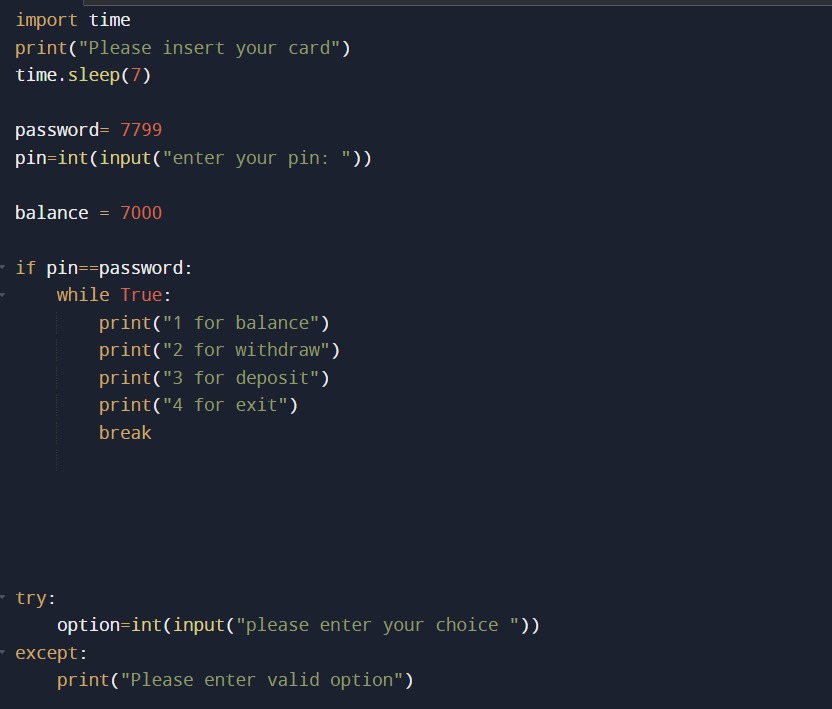 import time
print("Please insert your card")
time.sleep(7)
password= 7799
pin=int(input("enter your pin: "))
balance = 7000
if pin==password:
    while True:
        print("1 for balance")
        print("2 for withdraw")
        print("3 for deposit")
        print("4 for exit")
        break
try:
    option=int(input("please enter your choice "))
except:
    print("Please enter valid option")